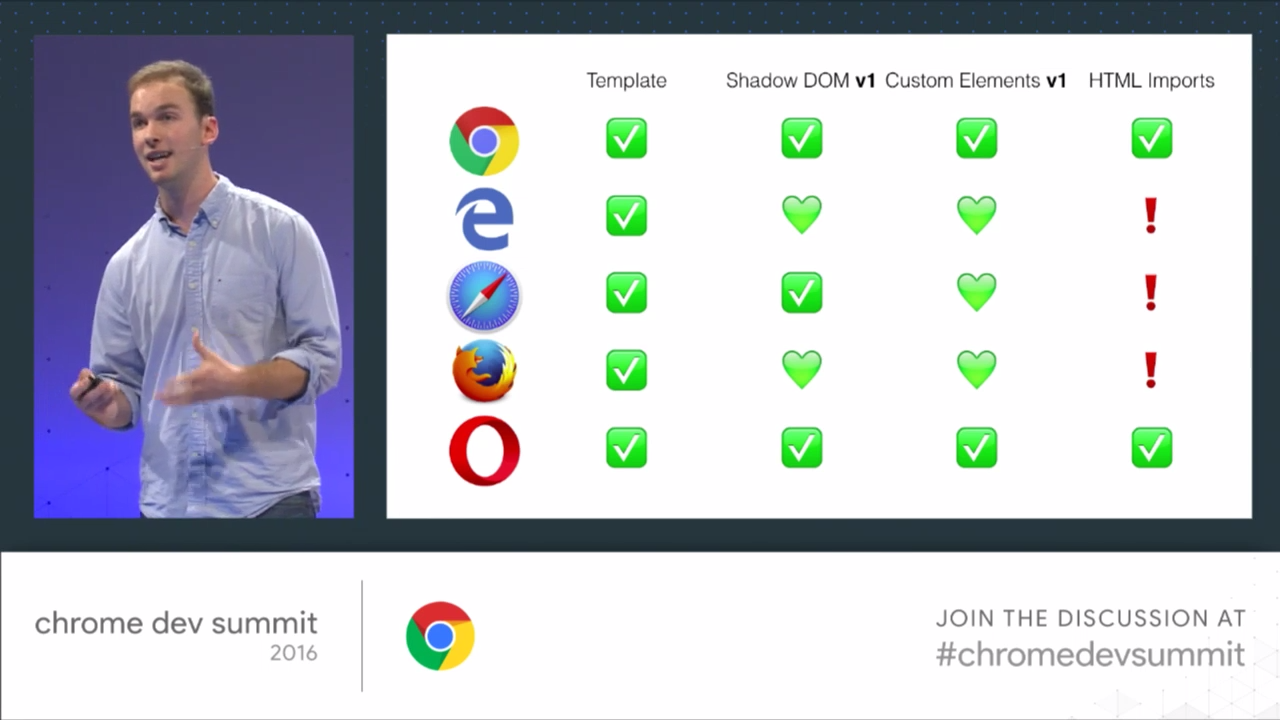 Template Shadow DOM v1 Custom Elements v1 HTML Imports
chrome dev summit
2016
JOIN THE DISCUSSION AT
#chromedevsummit